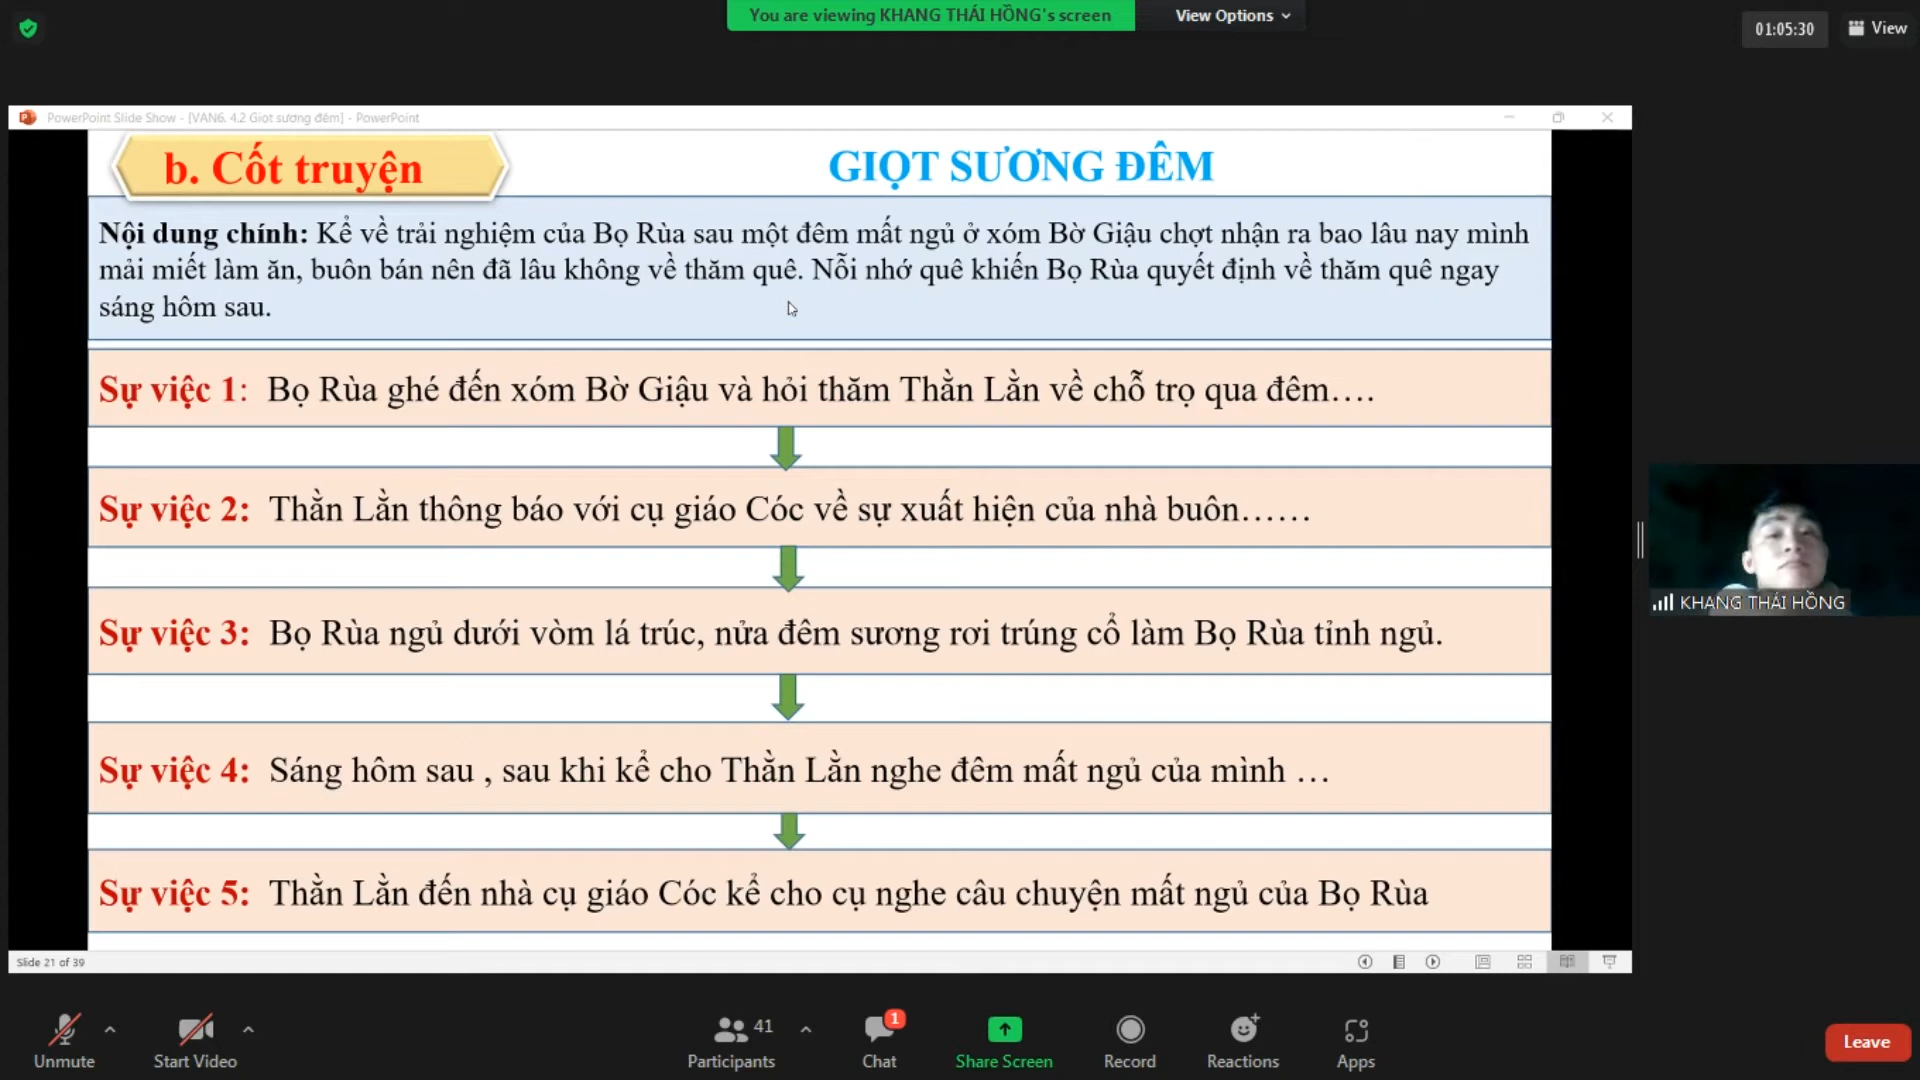 You are viewing KHANG THÁI HỒNG's screen
View Options
01:05:30
View
PowerPoint Slide Show - [VAN6. 4.2 Giọt sương đêm] - PowerPoint
b. Cốt truyện
GIỌT SƯƠNG ĐÊM
Nội dung chính: Kể về trải nghiệm của Bọ Rùa sau một đêm mất ngủ ở xóm Bờ Giậu chợt nhận ra bao lâu nay mình
mải miết làm ăn, buôn bán nên đã lâu không về thăm quê. Nỗi nhớ quê khiến Bọ Rùa quyết định về thăm quê ngay
sáng hôm sau.
Sự việc 1: Bọ Rùa ghé đến xóm Bờ Giậu và hỏi thăm Thằn Lằn về chỗ trọ qua đêm….
Sự việc 2: Thằn Lằn thông báo với cụ giáo Cóc về sự xuất hiện của nhà buôn……
Sự việc 3: Bọ Rùa ngủ dưới vòm lá trúc, nửa đêm sương rơi trúng cổ làm Bọ Rùa tỉnh ngủ.
Sự việc 4: Sáng hôm sau , sau khi kể cho Thằn Lằn nghe đêm mất ngủ của mình …
Sự việc 5: Thằn Lằn đến nhà cụ giáo Cóc kể cho cụ nghe câu chuyện mất ngủ của Bọ Rùa
KHANG THÁI HỒNG
Slide 21 of 39
Unmute
Start Video
41
Participants
1
Chat
Share Screen
Record
Reactions
Apps
Leave